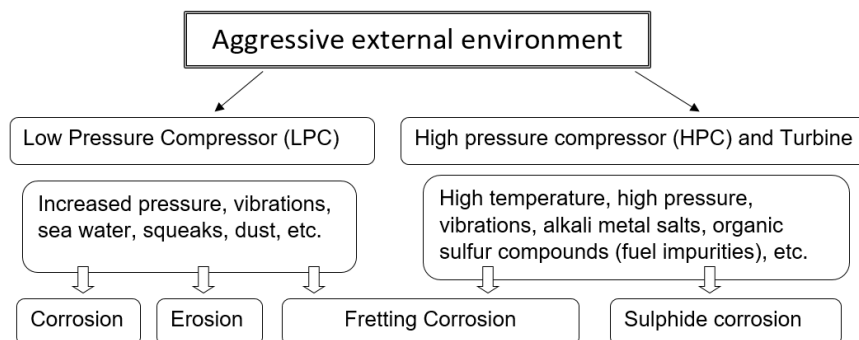 Aggressive external environment
Low Pressure Compressor (LPC)
High pressure compressor (HPC) and Turbine
Increased pressure, vibrations,
sea water, squeaks, dust, etc.
High temperature, high pressure,
vibrations, alkali metal salts, organic
sulfur compounds (fuel impurities), etc.
Corrosion
Erosion
Fretting Corrosion
Sulphide corrosion